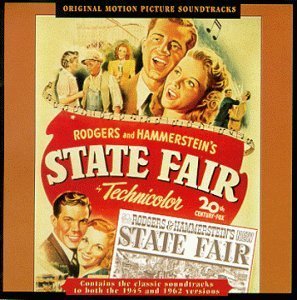 ORIGINAL MOTION PICTURE SOUNDTRACKS
RODGERS and HAMMERSTEIN'S
STATE FAIR
in Technicolor
20th
CENTURY-FOX
RODGERS & HAMMERSTEIN'S
STATE FAIR
Contains the classic soundtracks
to both the 1945 and 1962 versions